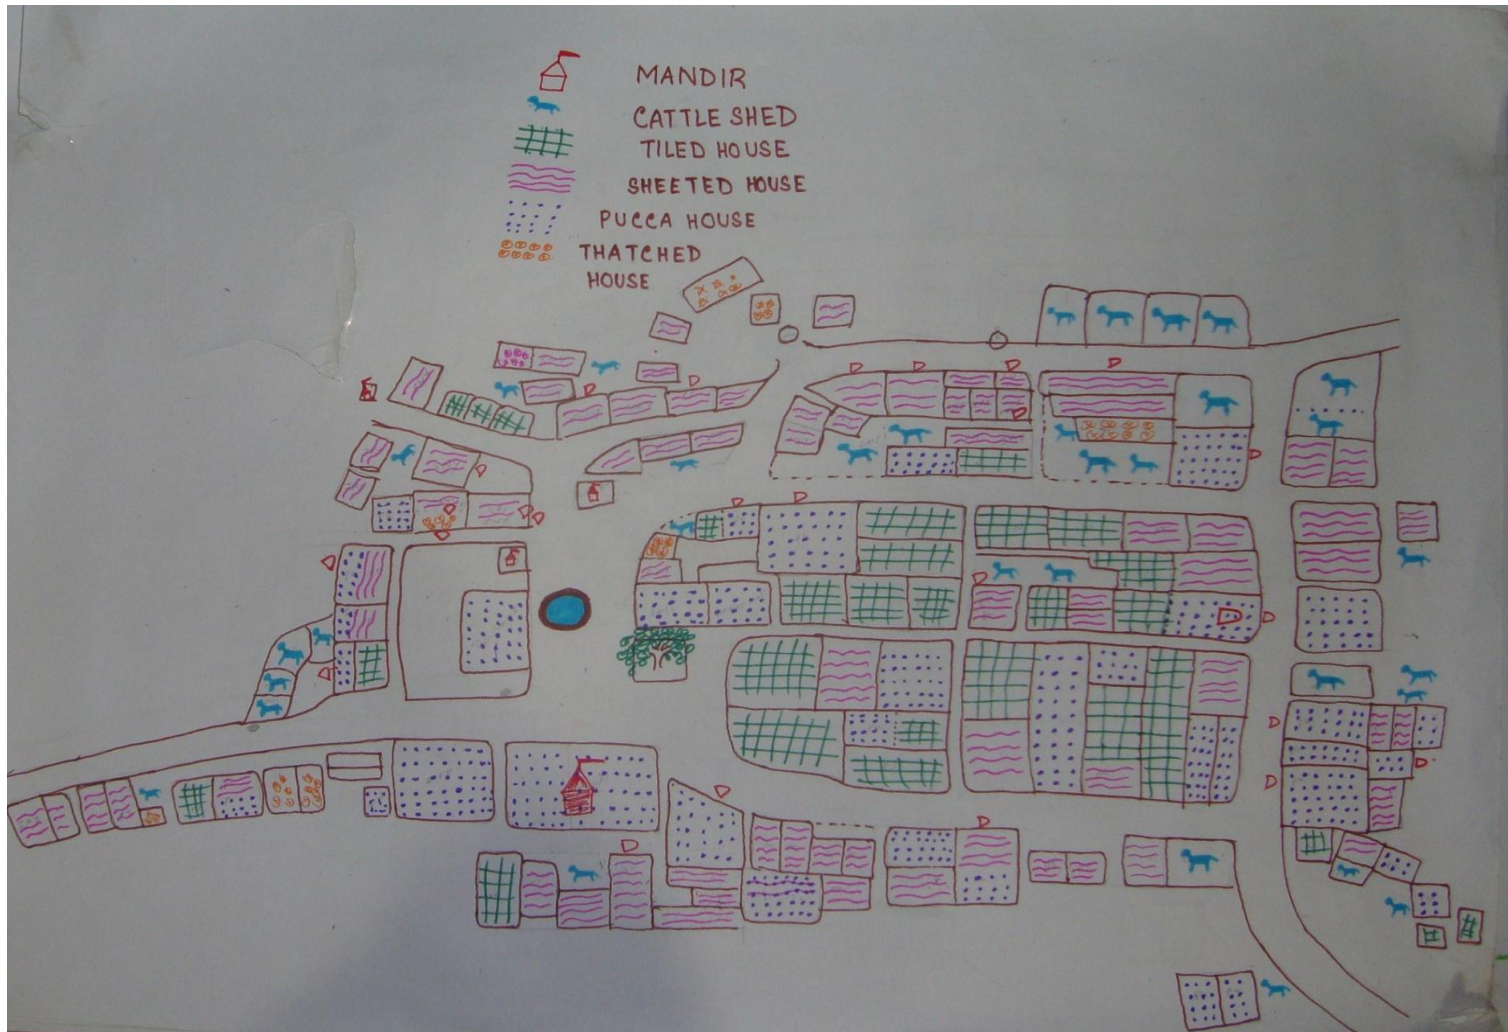 MANDIR
CATTLE SHED
TILED HOUSE
SHEETED HOUSE
PUCCA HOUSE
THATCHED
HOUSE